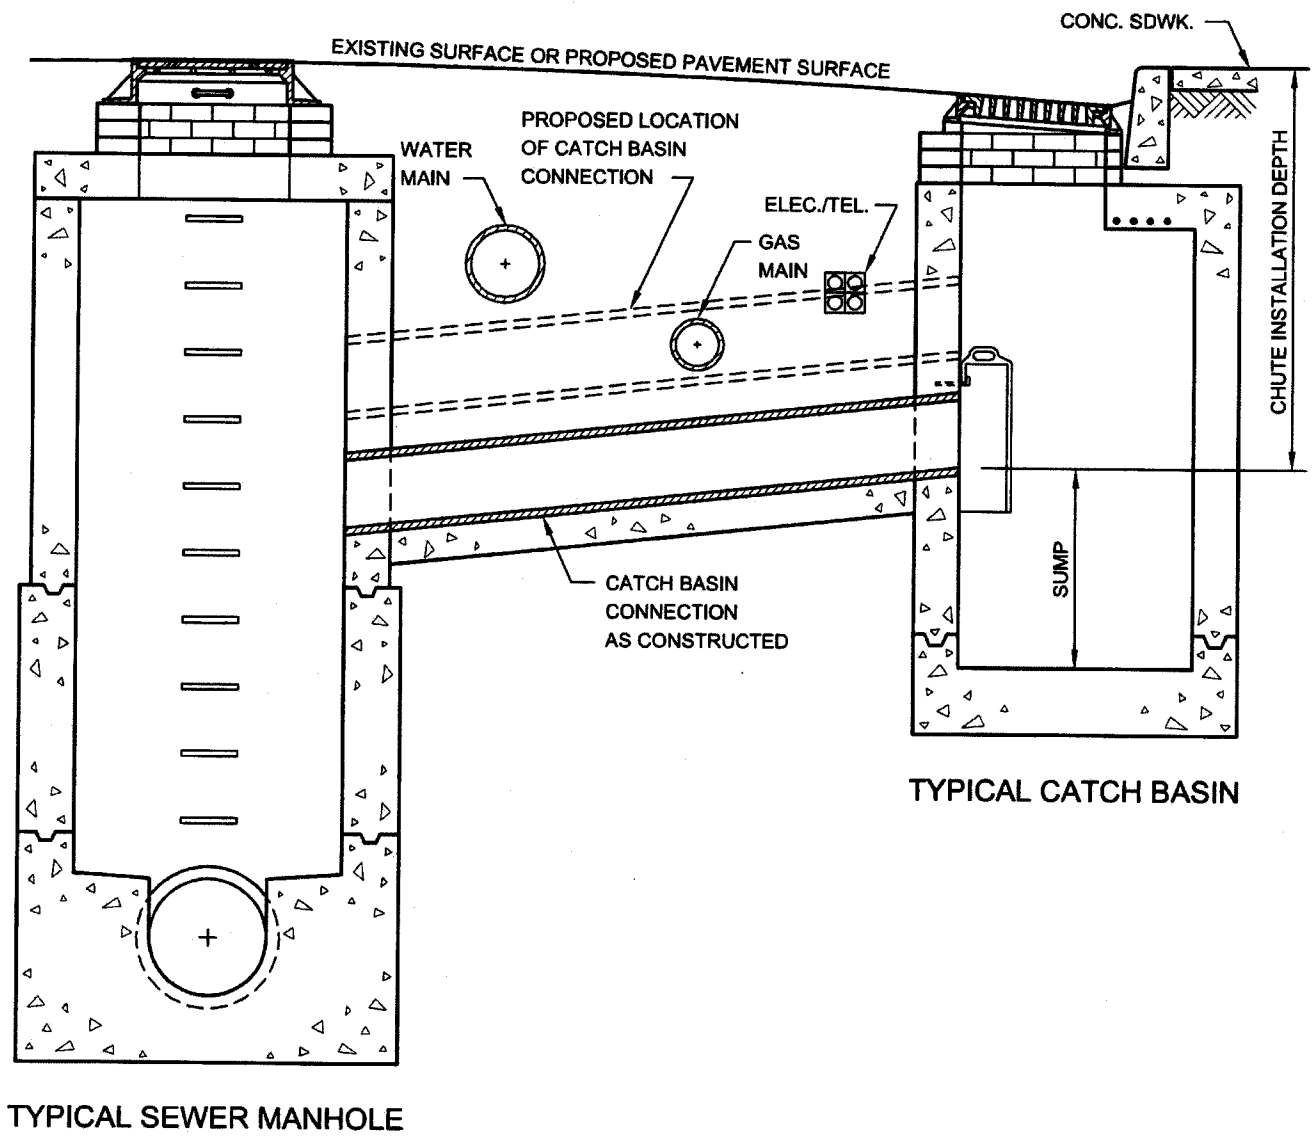 CONC. SDWK.
EXISTING SURFACE OR PROPOSED PAVEMENT SURFACE
PROPOSED LOCATION
OF CATCH BASIN
CONNECTION
WATER
MAIN
ELEC./TEL.
GAS
MAIN
CHUTE INSTALLATION DEPTH
SUMP
CATCH BASIN
CONNECTION
AS CONSTRUCTED
TYPICAL CATCH BASIN
TYPICAL SEWER MANHOLE